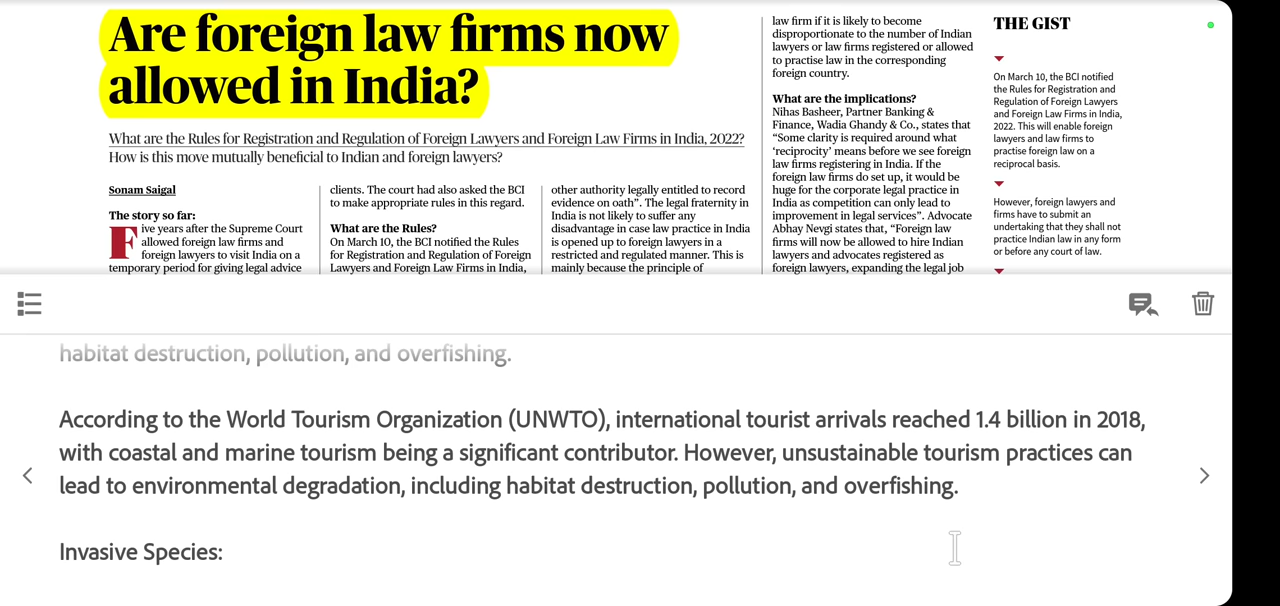 Are foreign law firms now
allowed in India?
What are the Rules for Registration and Regulation of Foreign Lawyers and Foreign Law Firms in India, 2022?
How is this move mutually beneficial to Indian and foreign lawyers?
Sonam Saigal
The story so far:
Five years after the Supreme Court
allowed foreign law firms and
foreign lawyers to visit India on a
temporary period for giving legal advice
clients. The court had also asked the BCI
to make appropriate rules in this regard.
What are the Rules?
On March 10, the BCI notified the Rules
for Registration and Regulation of Foreign
Lawyers and Foreign Law Firms in India,
other authority legally entitled to record
evidence on oath”. The legal fraternity in
India is not likely to suffer any
disadvantage in case law practice in India
is opened up to foreign lawyers in a
restricted and regulated manner. This is
mainly because the principle of
law firm if it is likely to become
disproportionate to the number of Indian
lawyers or law firms registered or allowed
to practise law in the corresponding
foreign country.
What are the implications?
Nihas Basheer, Partner Banking &
Finance, Wadia Ghandy & Co., states that
“Some clarity is required around what
‘reciprocity’ means before we see foreign
law firms registering in India. If the
foreign law firms do set up, it would be
huge for the corporate legal practice in
India as competition can only lead to
improvement in legal services”. Advocate
Abhay Nevgi states that, “Foreign law
firms will now be allowed to hire Indian
lawyers and advocates registered as
foreign lawyers, expanding the legal job
THE GIST
On March 10, the BCI notified
the Rules for Registration and
Regulation of Foreign Lawyers
and Foreign Law Firms in India,
2022. This will enable foreign
lawyers and law firms to
practise foreign law on a
reciprocal basis.
However, foreign lawyers and
firms have to submit an
undertaking that they shall not
practice Indian law in any form
or before any court of law.
habitat destruction, pollution, and overfishing.
According to the World Tourism Organization (UNWTO), international tourist arrivals reached 1.4 billion in 2018,
with coastal and marine tourism being a significant contributor. However, unsustainable tourism practices can
lead to environmental degradation, including habitat destruction, pollution, and overfishing.
Invasive Species: